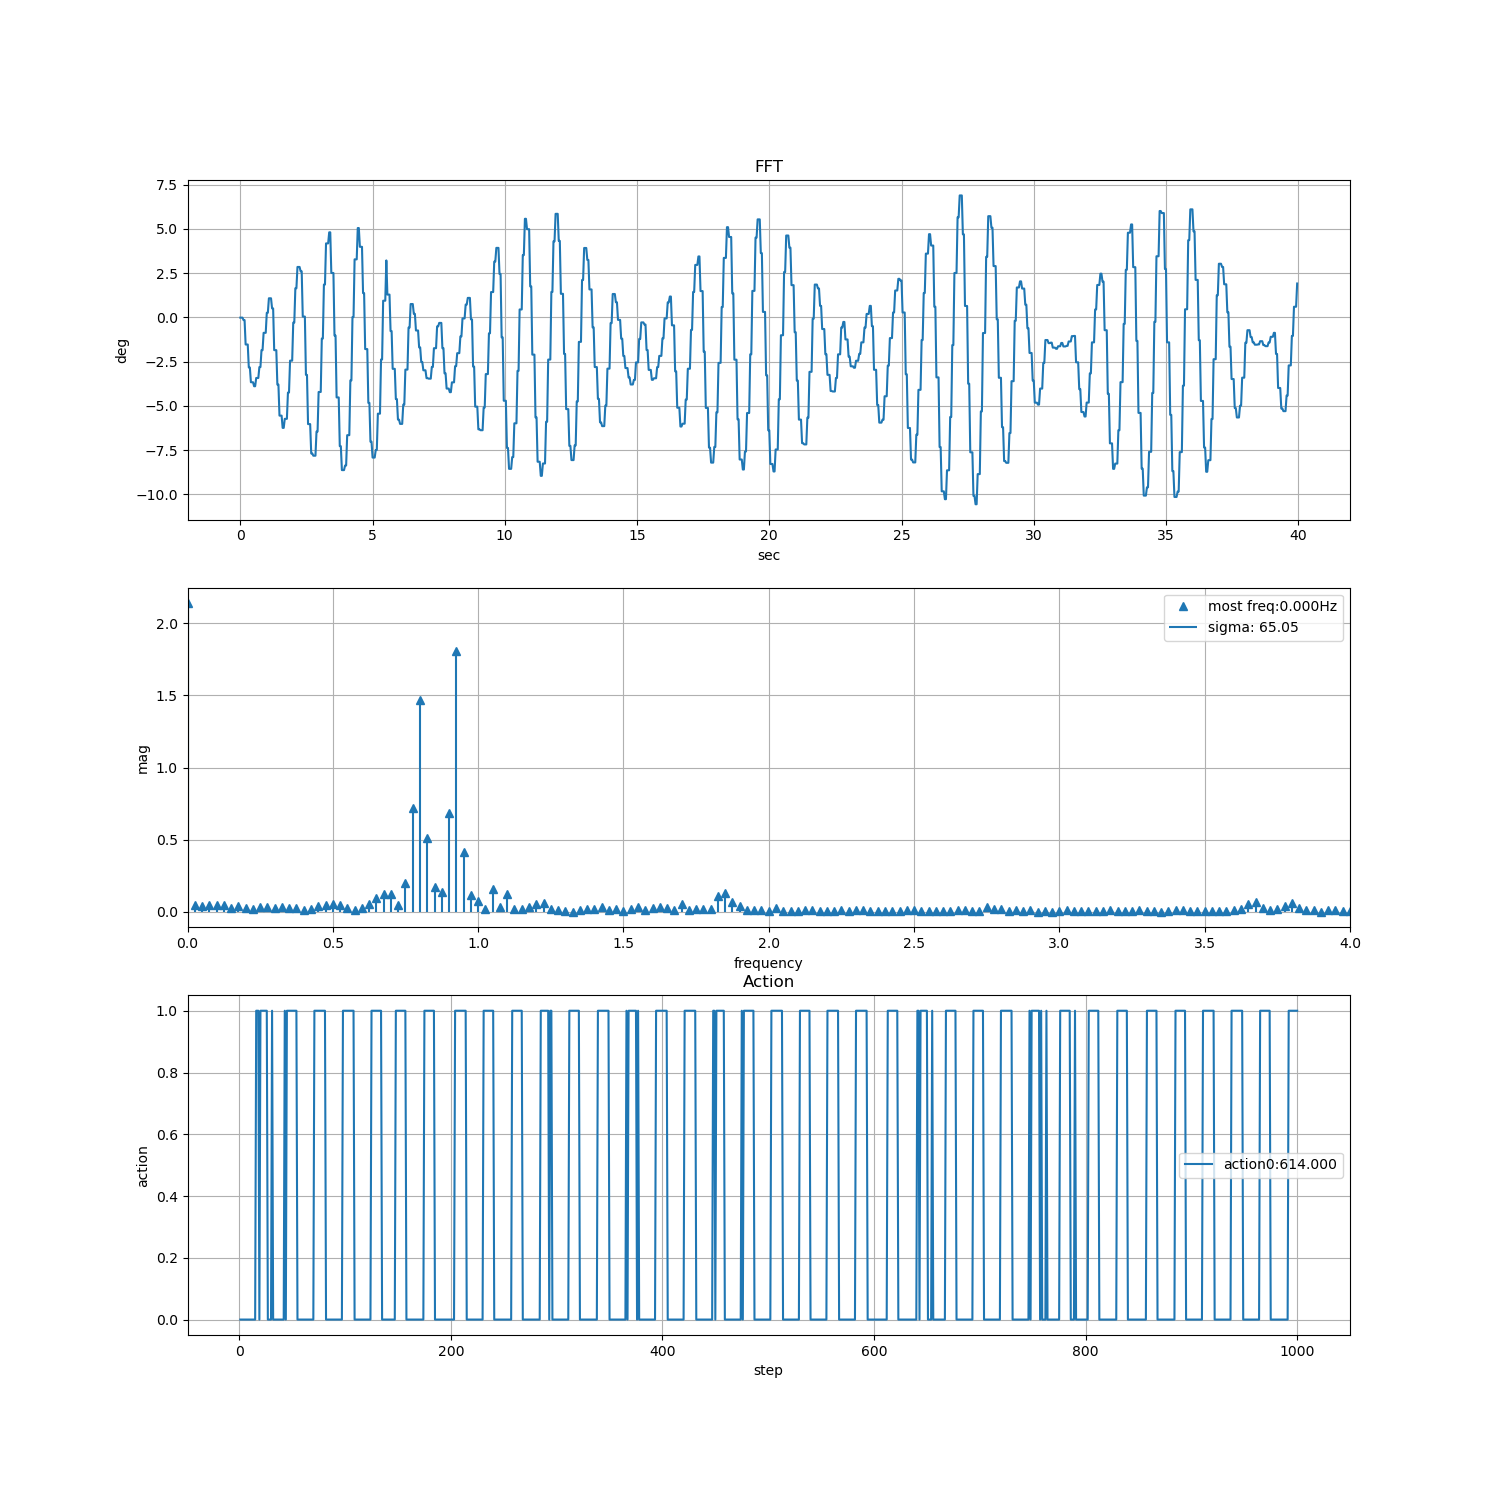 FFT
7.5
5.0
2.5
0.0
−2.5
−5.0
−7.5
−10.0
deg
0 5 10 15 20 25 30 35 40
sec
2.0
1.5
1.0
0.5
0.0
mag
most freq:0.000Hz
sigma: 65.05
0.0 0.5 1.0 1.5 2.0 2.5 3.0 3.5 4.0
frequency
Action
1.0
0.8
0.6
0.4
0.2
0.0
action
action0:614.000
0 200 400 600 800 1000
step